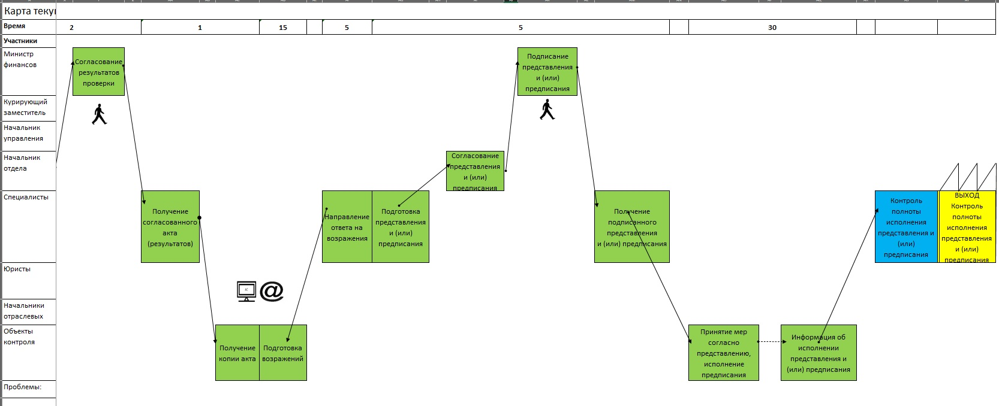 Карта теку
Время
2
1
15
5
5
30
Участники
Министр
финансов
Согласование
результатов
проверки
Подписание
представления
и (или)
предписания
Курирующий
заместитель
Начальник
управления
Начальник
отдела
Согласование
представления
и (или)
предписания
Специалисты
Получение
согласованного
акта
(результатов)
Направление
ответа на
возражения
Подготовка
представления
и (или)
предписания
Получение
подписанного
представления
и (или) предписания
Контроль
полноты
исполнения
представления и
(или)
предписания
ВЫХОД
Контроль
полноты
исполнения
представления
и (или)
предписания
Юристы
@
Начальники
отраслевых
Объекты
контроля
Получение
копии акта
Подготовка
возражений
Принятие мер
согласно
представлению,
исполнение
предписания
Информация об
исполнении
представления и
(или) предписания
Проблемы: